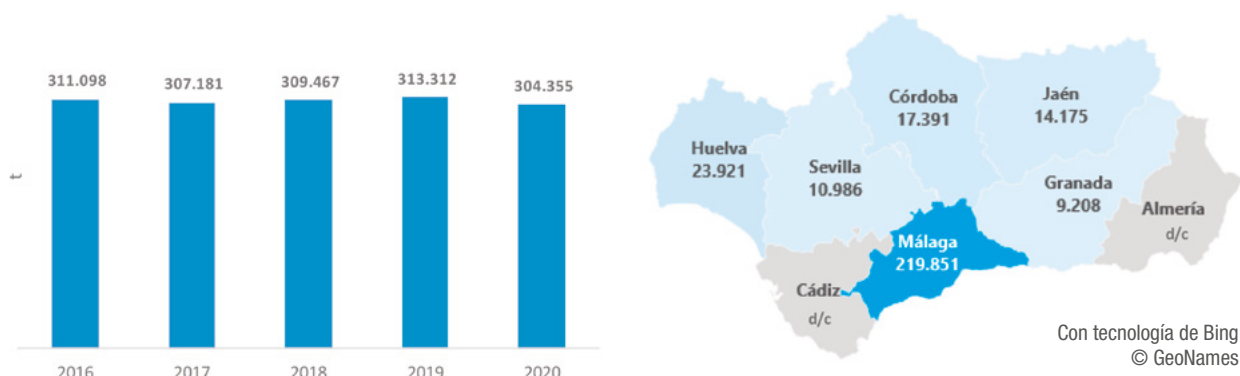 311.098
307.181
309.467
313.312
304.355
t
2016
2017
2018
2019
2020
Córdoba
17.391
Jaén
14.175
Huelva
23.921
Sevilla
10.986
Granada
9.208
Almería
d/c
Málaga
219.851
Cádiz
d/c
Con tecnología de Bing
© GeoNames